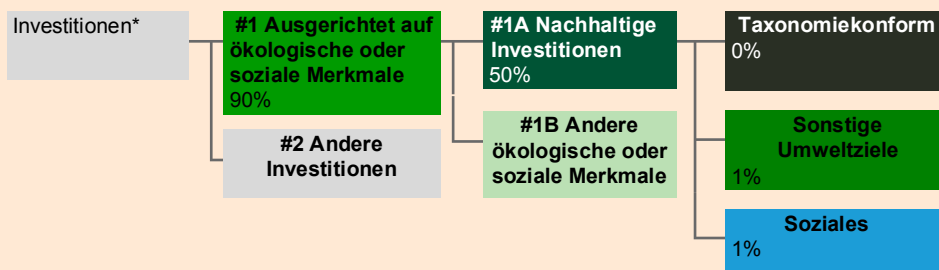 Investitionen*
#1 Ausgerichtet auf
ökologische oder
soziale Merkmale
90%
#2 Andere
Investitionen
#1A Nachhaltige
Investitionen
50%
#1B Andere
ökologische oder
soziale Merkmale
Taxonomiekonform
0%
Sonstige
Umweltziele
1%
Soziales
1%